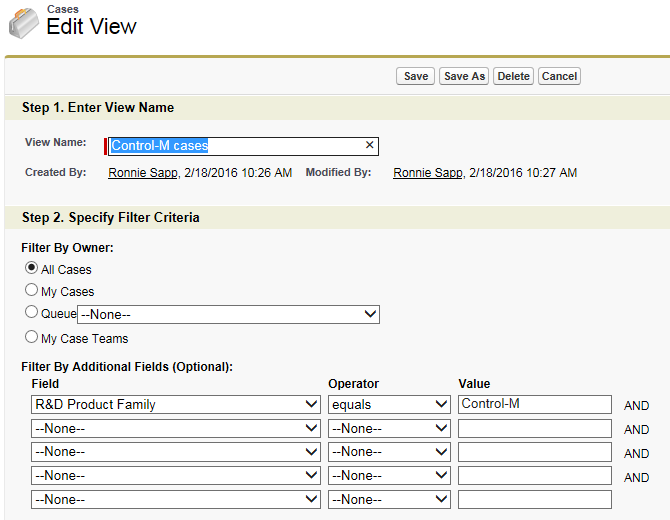 Cases
Edit View
Save Save As Delete Cancel
Step 1. Enter View Name
View Name: Control-M cases ×
Created By: Ronnie Sapp, 2/18/2016 10:26 AM Modified By: Ronnie Sapp, 2/18/2016 10:27 AM
Step 2. Specify Filter Criteria
Filter By Owner:
All Cases
My Cases
Queue --None--
My Case Teams
Filter By Additional Fields (Optional):
Field Operator Value
R&D Product Family equals Control-M AND
--None-- --None-- AND
--None-- --None-- AND
--None-- --None-- AND
--None-- --None--